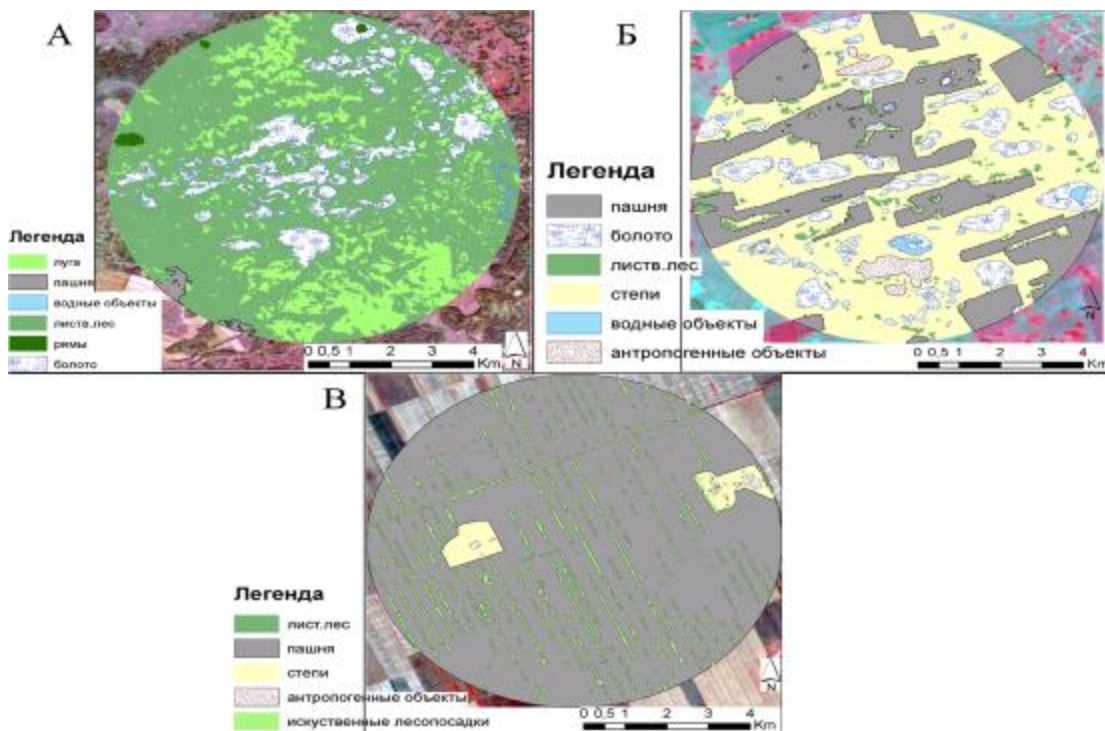 А
Легенда
луга
пашня
водные объекты
листв.лес
рямы
болото
0 0,5 1 2 3 4
Km
N
Б
Легенда
пашня
болото
листв.лес
степи
водные объекты
антропогенные объекты
0 0,5 1 2 3 4
Km
N
В
Легенда
лист.лес
пашня
степи
антропогенные объекты
искуственные лесопосадки
0 0,5 1 2 3 4
Km
N